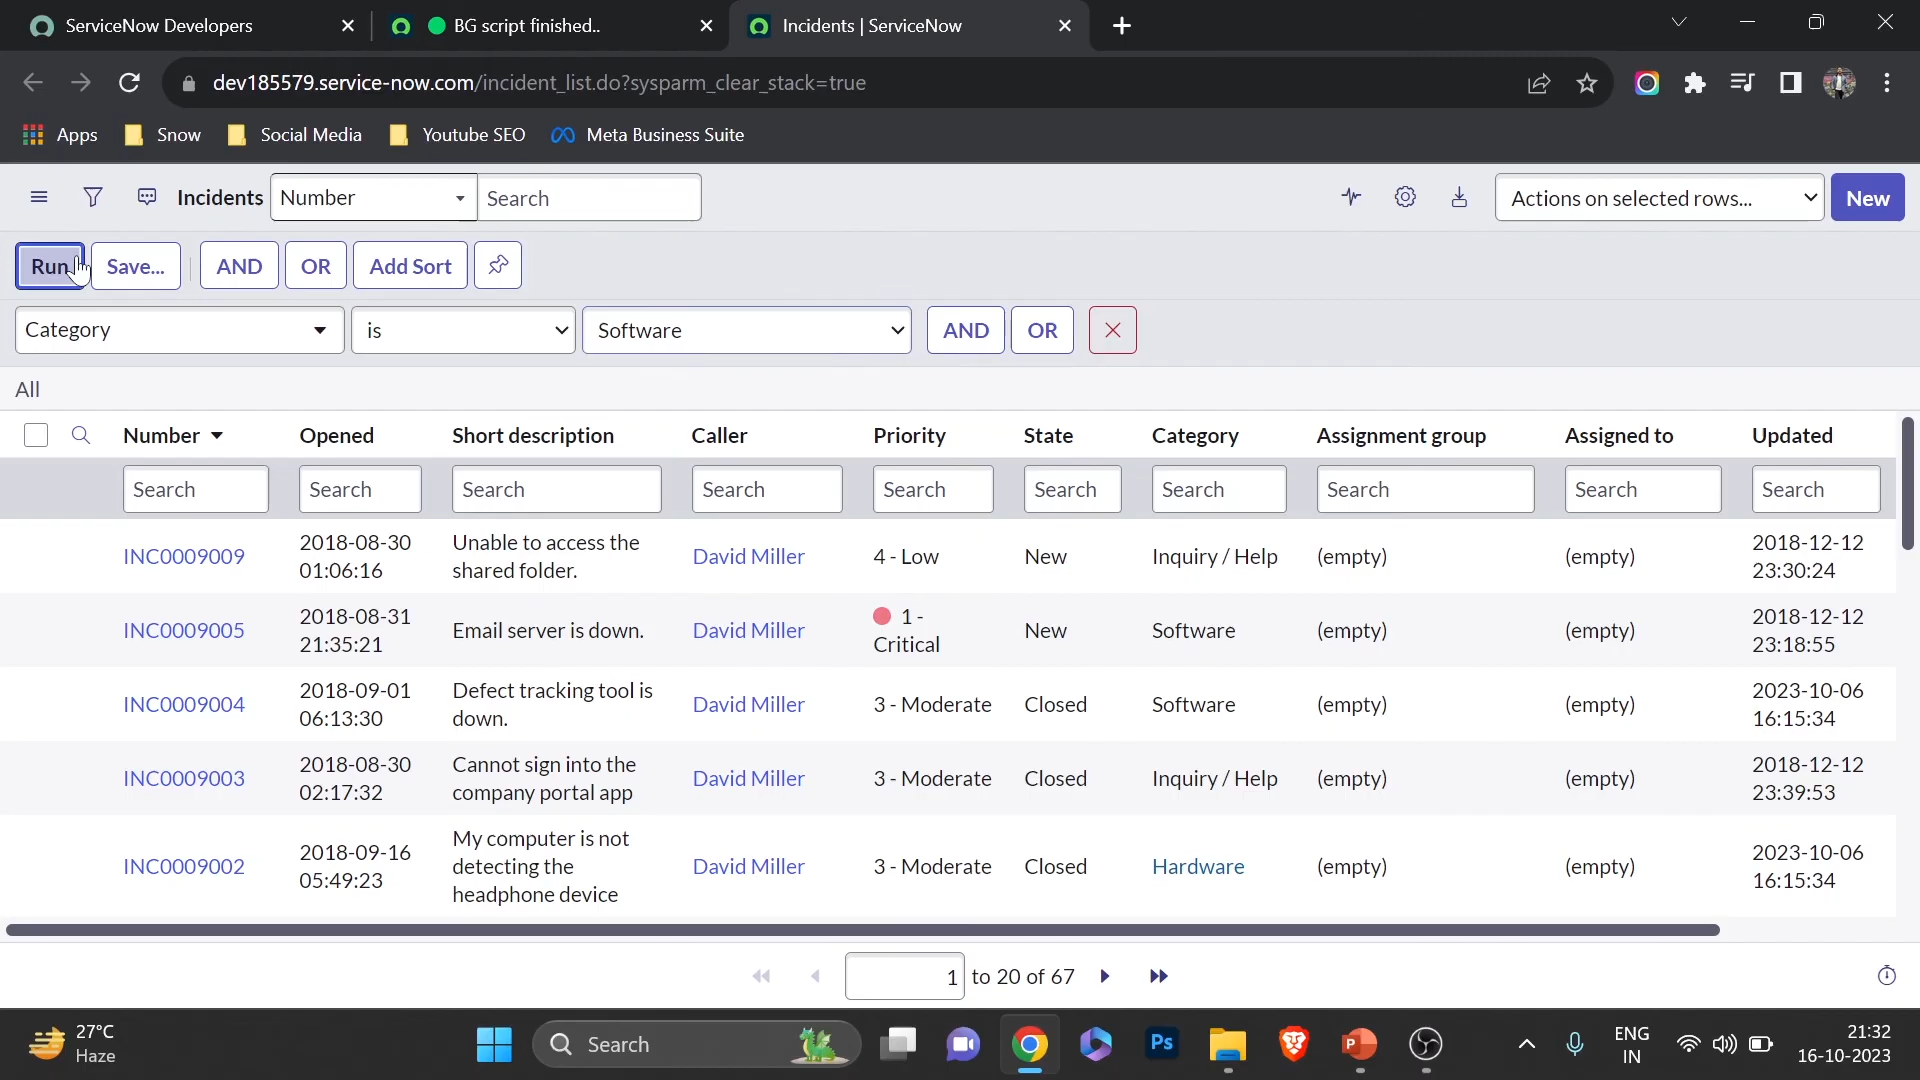 ServiceNow Developers
BG script finished..
Incidents | ServiceNow
dev185579.service-now.com/incident_list.do?sysparm_clear_stack=true
Apps
Snow
Social Media
Youtube SEO
Meta Business Suite
Incidents
Number
Search
Actions on selected rows...
New
Run
Save...
AND
OR
Add Sort
Category
is
Software
AND
OR
All
Number Opened Short description Caller Priority State Category Assignment group Assigned to Updated
Search Search Search Search Search Search Search Search Search Search
INC0009009 2018-08-30 01:06:16 Unable to access the shared folder. David Miller 4 - Low New Inquiry / Help (empty) (empty) 2018-12-12 23:30:24
INC0009005 2018-08-31 21:35:21 Email server is down. David Miller 1 - Critical New Software (empty) (empty) 2018-12-12 23:18:55
INC0009004 2018-09-01 06:13:30 Defect tracking tool is down. David Miller 3 - Moderate Closed Software (empty) (empty) 2023-10-06 16:15:34
INC0009003 2018-08-30 02:17:32 Cannot sign into the company portal app David Miller 3 - Moderate Closed Inquiry / Help (empty) (empty) 2018-12-12 23:39:53
INC0009002 2018-09-16 05:49:23 My computer is not detecting the headphone device David Miller 3 - Moderate Closed Hardware (empty) (empty) 2023-10-06 16:15:34
1 to 20 of 67
27°C
Haze
Search
Ps
P
ENG
IN
21:32
16-10-2023